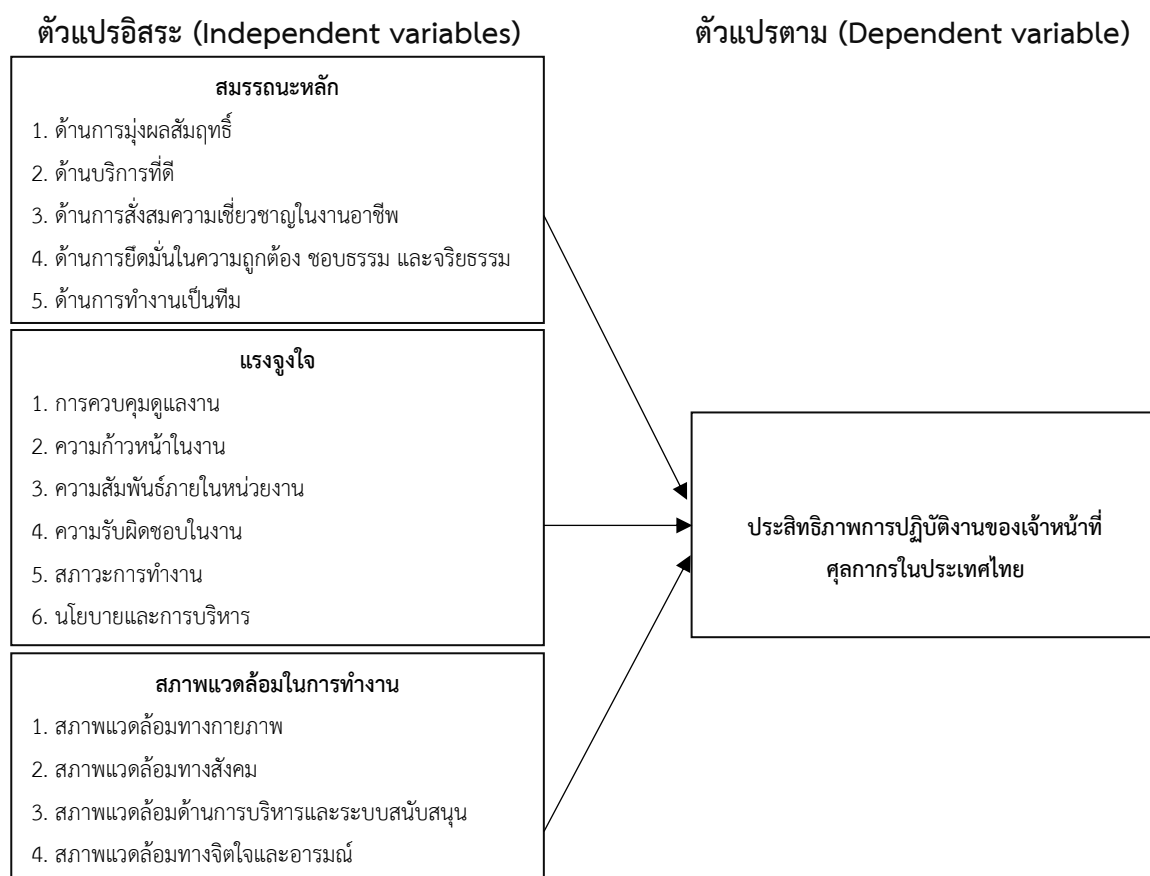 ตัวแปรอิสระ (Independent variables)
ตัวแปรตาม (Dependent variable)
สมรรถนะหลัก
1. ด้านการมุ่งผลสัมฤทธิ์
2. ด้านบริการที่ดี
3. ด้านการสั่งสมความเชี่ยวชาญในงานอาชีพ
4. ด้านการยึดมั่นในความถูกต้อง ชอบธรรม และจริยธรรม
5. ด้านการทำงานเป็นทีม
แรงจูงใจ
1. การควบคุมดูแลงาน
2. ความก้าวหน้าในงาน
3. ความสัมพันธ์ภายในหน่วยงาน
4. ความรับผิดชอบในงาน
5. สภาวะการทำงาน
6. นโยบายและการบริหาร
ประสิทธิภาพการปฏิบัติงานของเจ้าหน้าที่
ศุลกากรในประเทศไทย
สภาพแวดล้อมในการทำงาน
1. สภาพแวดล้อมทางกายภาพ
2. สภาพแวดล้อมทางสังคม
3. สภาพแวดล้อมด้านการบริหารและระบบสนับสนุน
4. สภาพแวดล้อมทางจิตใจและอารมณ์